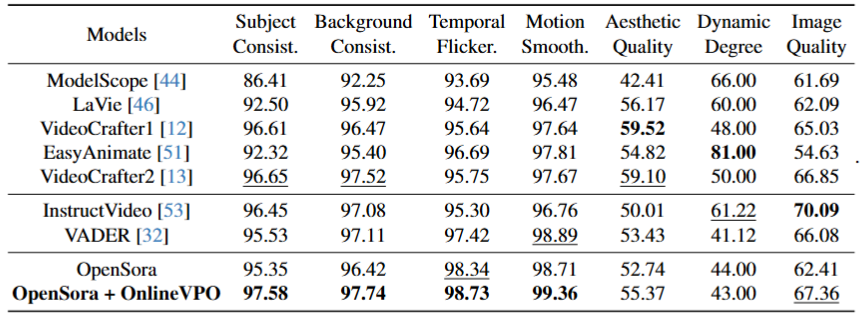 Models Subject Consist. Background Consist. Temporal Flicker. Motion Smooth. Aesthetic Quality Dynamic Degree Image Quality
ModelScope [44] 86.41 92.25 93.69 95.48 42.41 66.00 61.69
LaVie [46] 92.50 95.92 94.72 96.47 56.17 60.00 62.09
VideoCrafter1 [12] 96.61 96.47 95.64 97.64 59.52 48.00 65.03
EasyAnimate [51] 92.32 95.40 96.69 97.81 54.82 81.00 54.63
VideoCrafter2 [13] 96.65 97.52 95.75 97.67 59.10 50.00 66.85
.
InstructVideo [53] 96.45 97.08 95.30 96.76 50.01 61.22 70.09
VADER [32] 95.53 97.11 97.42 98.89 53.43 41.12 66.08
OpenSora 95.35 96.42 98.34 98.71 52.74 44.00 62.41
OpenSora + OnlineVPO 97.58 97.74 98.73 99.36 55.37 43.00 67.36